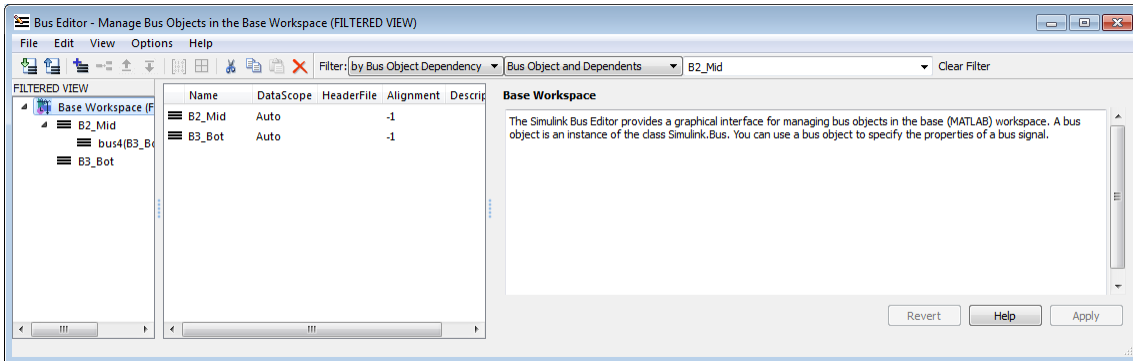 Bus Editor - Manage Bus Objects in the Base Workspace (FILTERED VIEW)
File Edit View Options Help
Filter: by Bus Object Dependency Bus Object and Dependents B2_Mid Clear Filter
FILTERED VIEW
Base Workspace (F
B2_Mid
bus4(B3_Bo
B3_Bot
Name DataScope HeaderFile Alignment Descrip
B2_Mid Auto -1
B3_Bot Auto -1
Base Workspace
The Simulink Bus Editor provides a graphical interface for managing bus objects in the base (MATLAB) workspace. A bus
object is an instance of the class Simulink.Bus. You can use a bus object to specify the properties of a bus signal.
Revert Help Apply